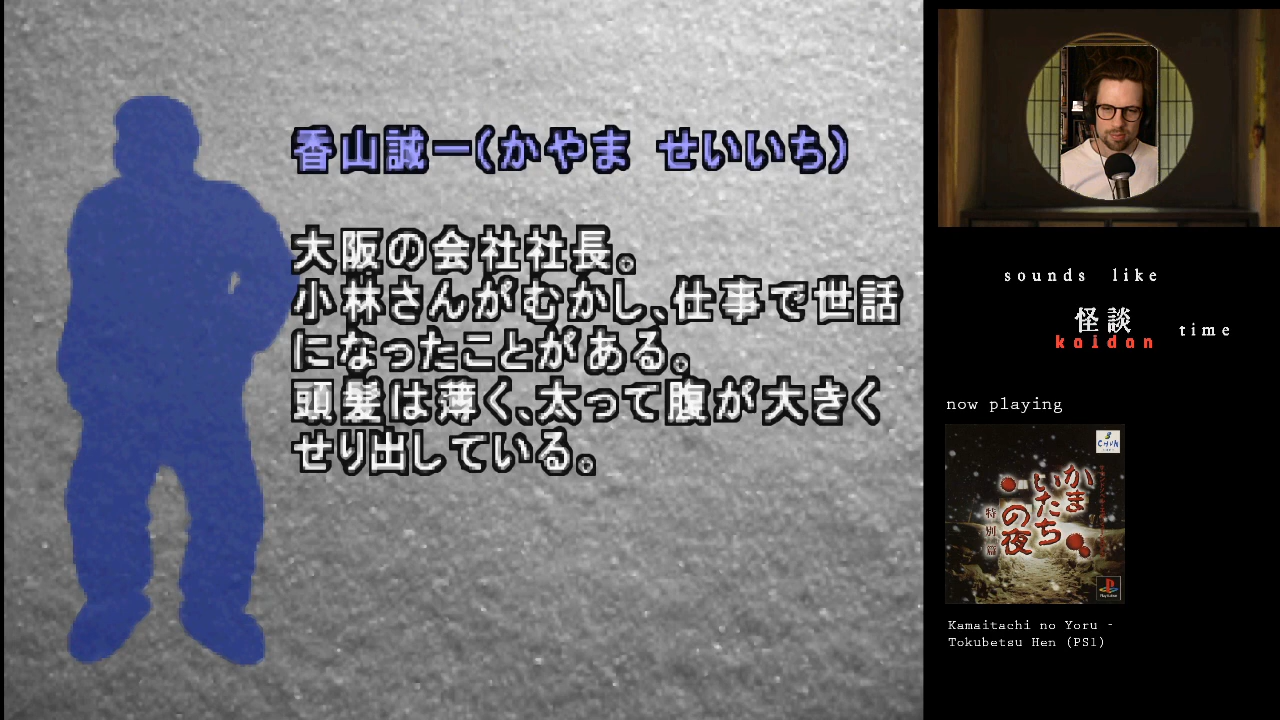 香山誠一(かやま せいいち)
大阪の会社社長。
小林さんがむかし、仕事で世話
になったことがある。
頭髪は薄く、太って腹が大きく
せり出している。
sounds like
怪談
kaidan
time
now playing
CHUN
かま
いたち
の夜
特別篇
PlayStation
Kamaitachi no Yoru -
Tokubetsu Hen (PS1)